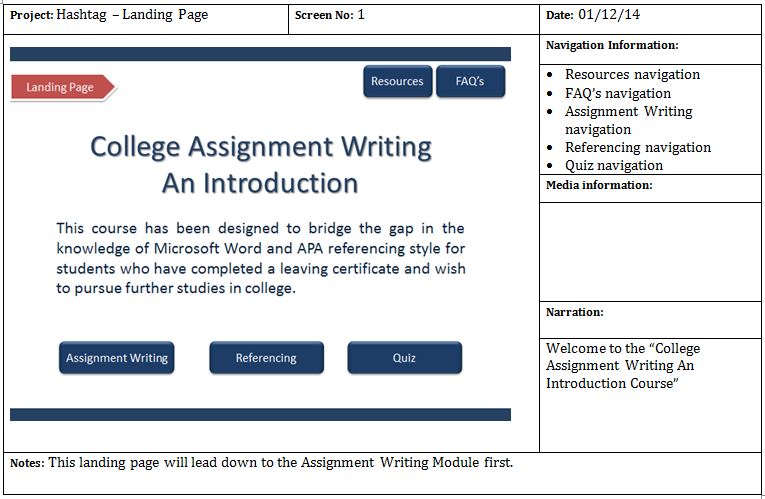 Project: Hashtag – Landing Page
Screen No: 1
Date: 01/12/14
Landing Page
Resources
FAQ's
College Assignment Writing
An Introduction
This course has been designed to bridge the gap in the
knowledge of Microsoft Word and APA referencing style for
students who have completed a leaving certificate and wish
to pursue further studies in college.
Assignment Writing
Referencing
Quiz
Navigation Information:
• Resources navigation
• FAQ's navigation
• Assignment Writing
navigation
• Referencing navigation
• Quiz navigation
Media information:
Narration:
Welcome to the “College
Assignment Writing An
Introduction Course”
Notes: This landing page will lead down to the Assignment Writing Module first.